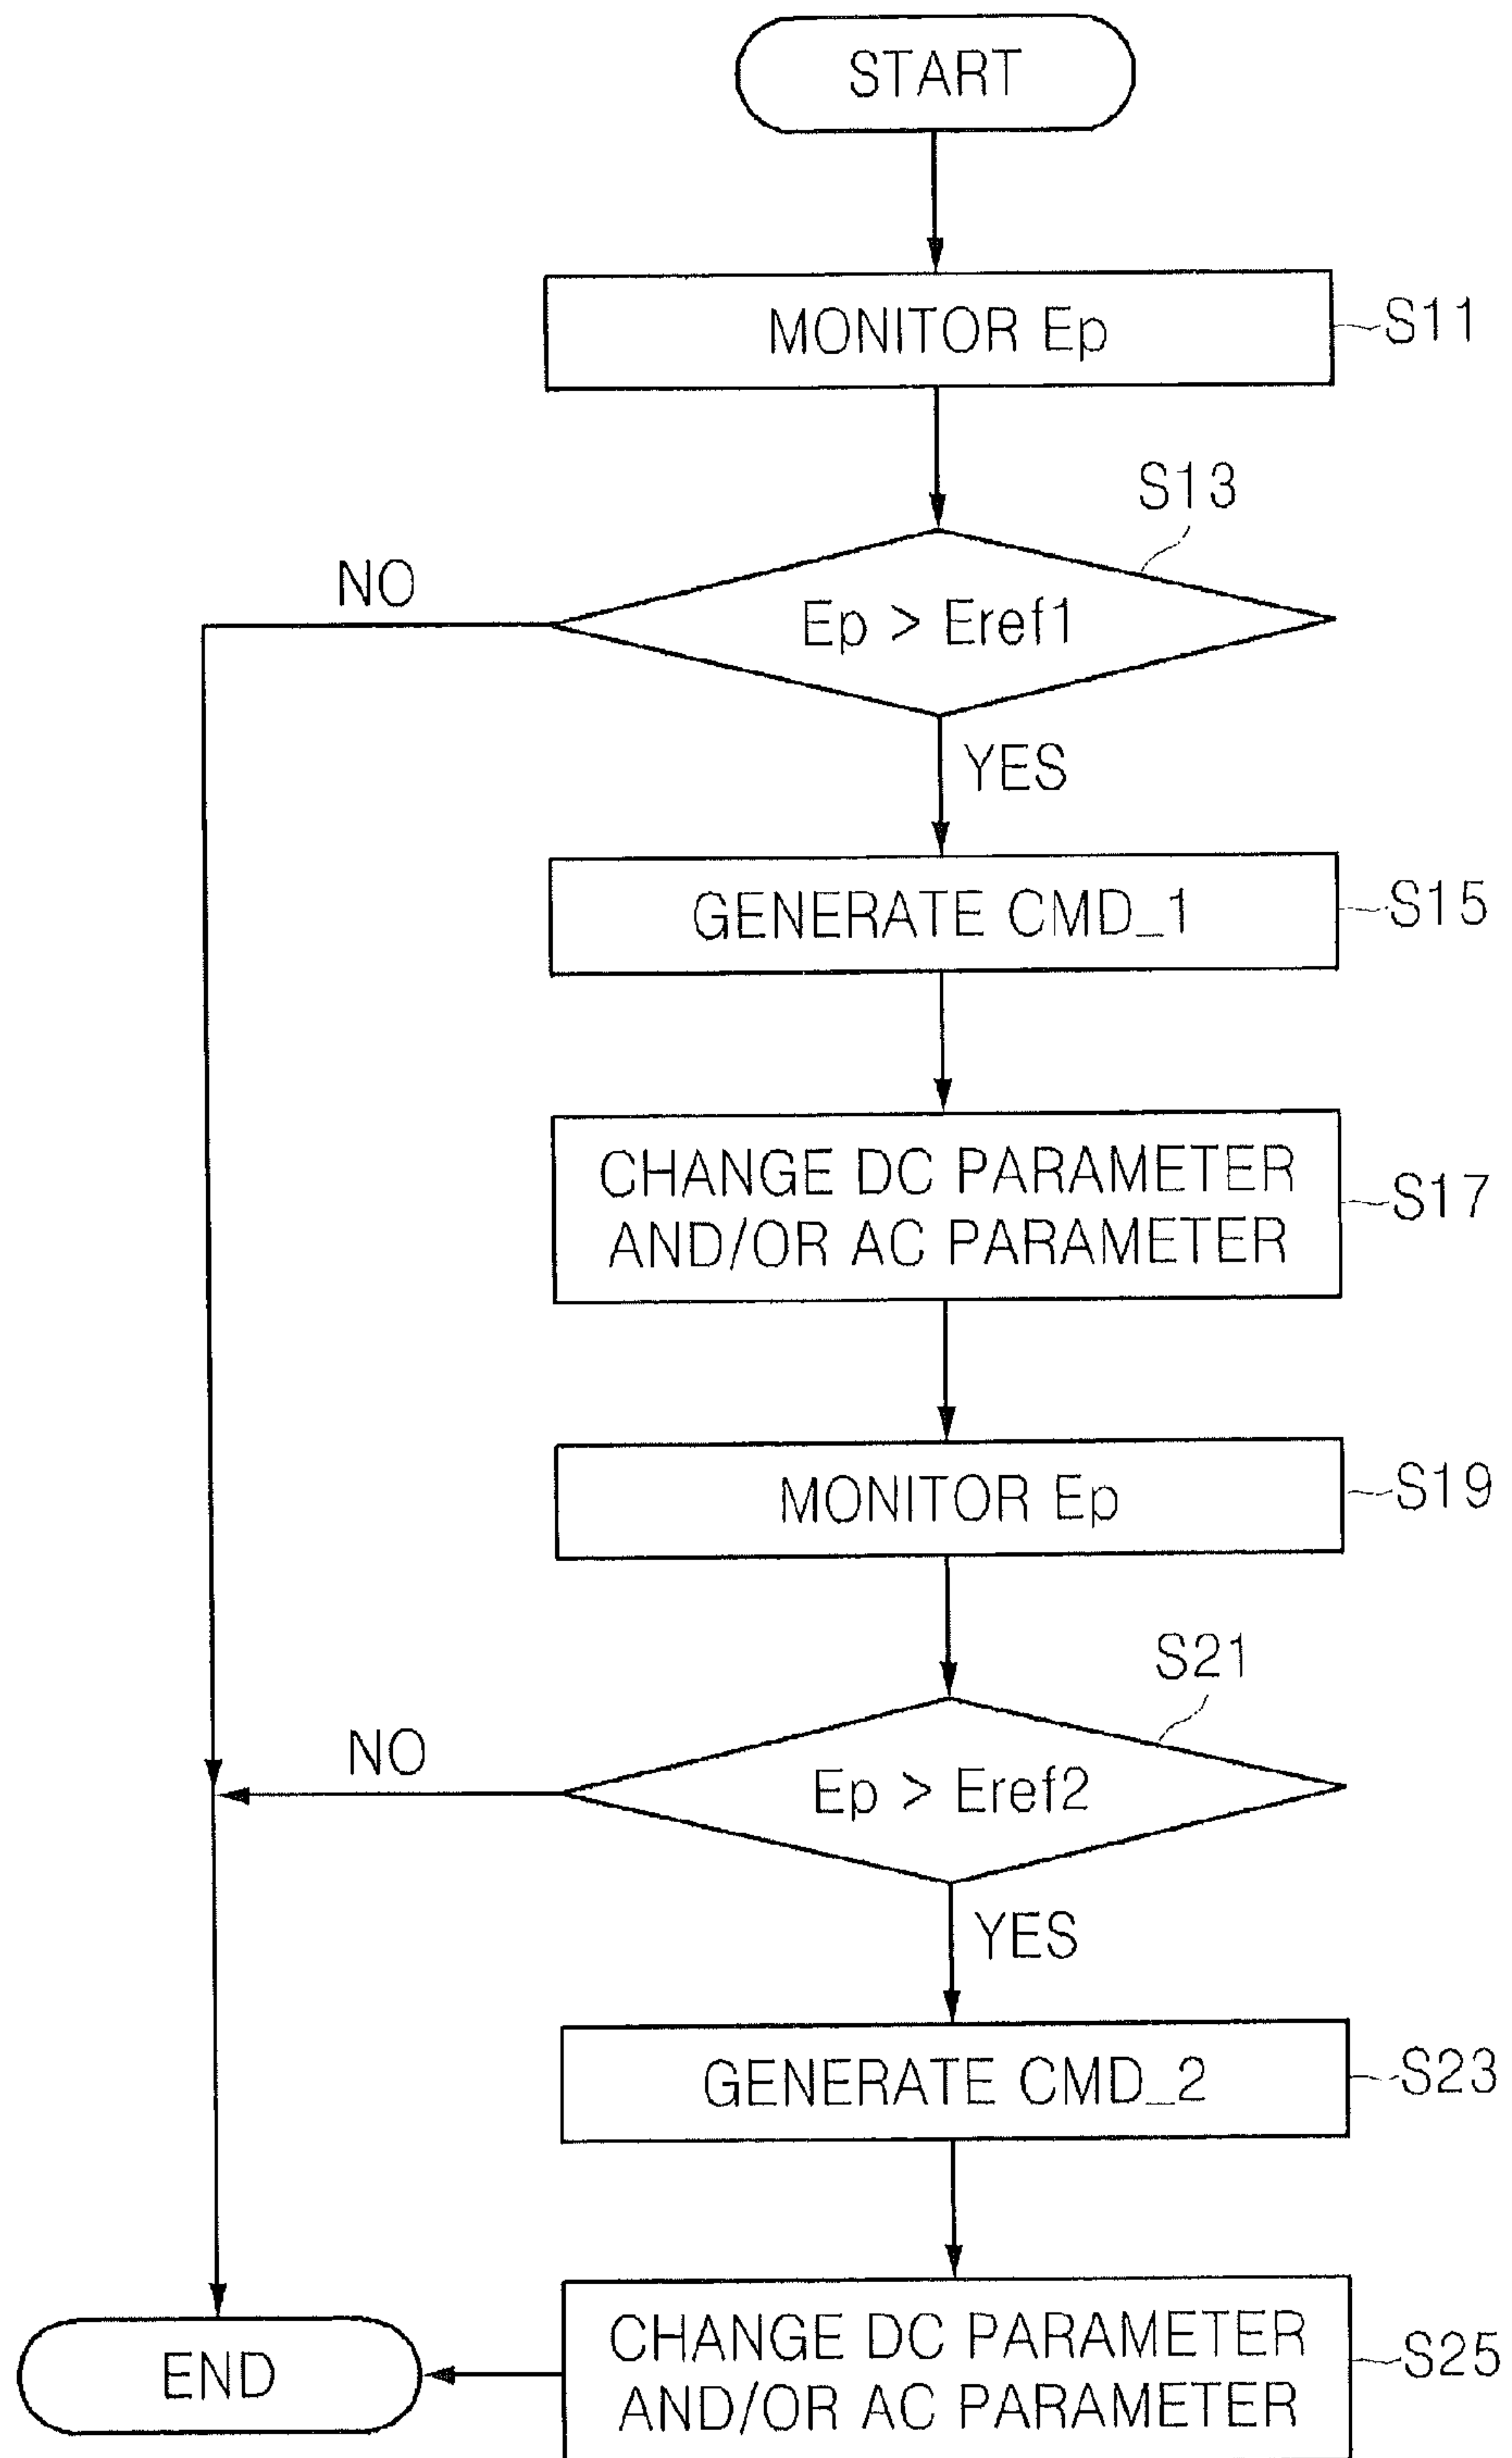 START
MONITOR Ep
S11
S13
NO
Ep > Eref1
YES
GENERATE CMD_1
S15
CHANGE DC PARAMETER
AND/OR AC PARAMETER
S17
MONITOR Ep
S19
S21
NO
Ep > Eref2
YES
GENERATE CMD_2
S23
CHANGE DC PARAMETER
AND/OR AC PARAMETER
S25
END